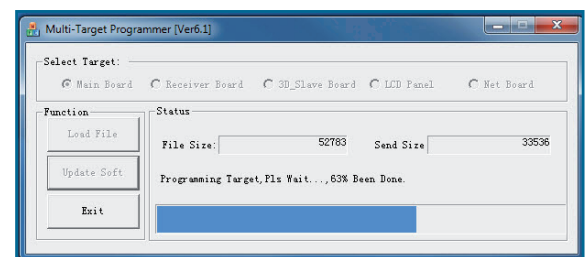 Multi-Target Programmer [Ver6.1]
Select Target:
Main Board Receiver Board 3D_Slave Board LCD Panel Net Board
Function
Status
Load File
File Size: 52783 Send Size 33536
Update Soft
Programming Target,Pls Wait...,63% Been Done.
Exit